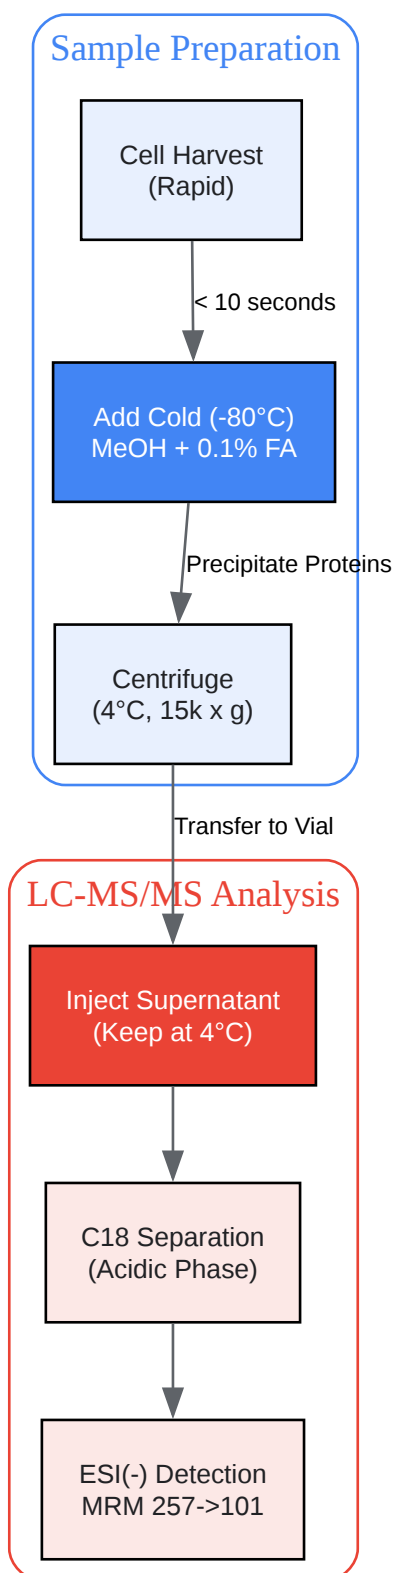 Sample Preparation
Cell Harvest
(Rapid)
< 10 seconds
Add Cold (-80°C)
MeOH + 0.1% FA
Precipitate Proteins
Centrifuge
(4°C, 15k x g)
Transfer to Vial
LC-MS/MS Analysis
Inject Supernatant
(Keep at 4°C)
C18 Separation
(Acidic Phase)
ESI(-) Detection
MRM 257->101